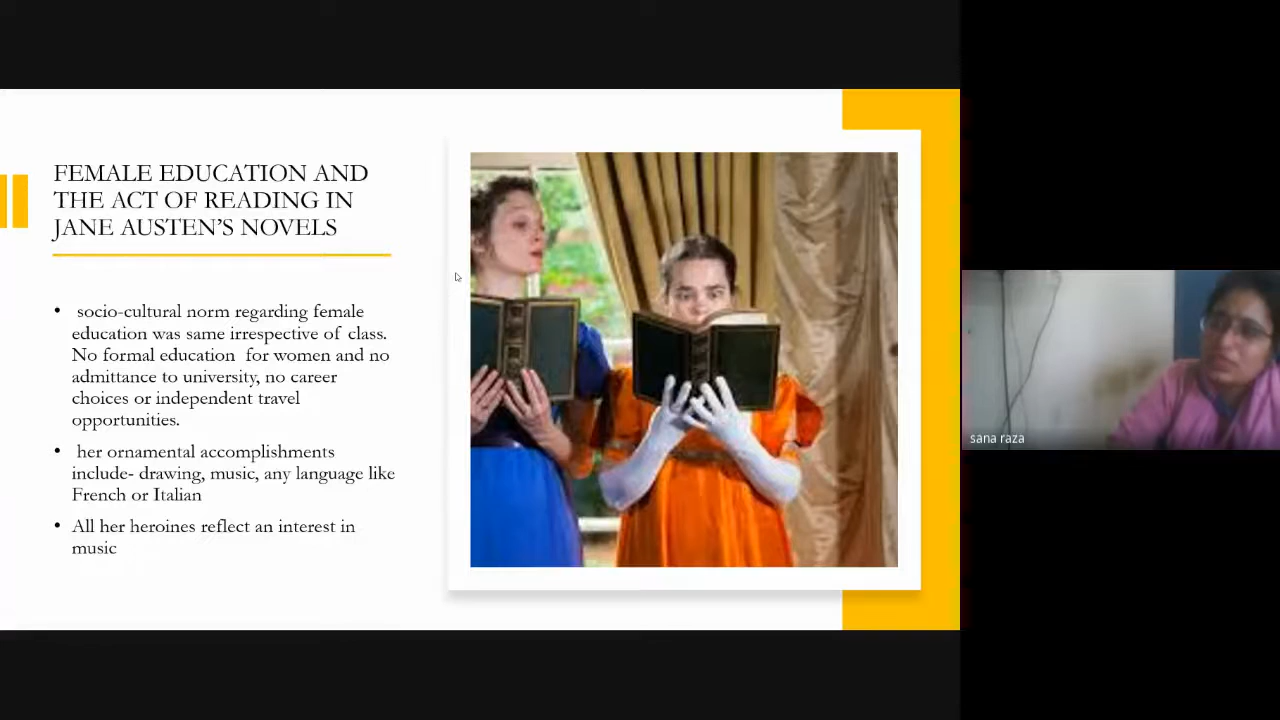 FEMALE EDUCATION AND
THE ACT OF READING IN
JANE AUSTEN’S NOVELS
• socio-cultural norm regarding female
education was same irrespective of class.
No formal education for women and no
admittance to university, no career
choices or independent travel
opportunities.
• her ornamental accomplishments
include- drawing, music, any language like
French or Italian
• All her heroines reflect an interest in
music
sana raza